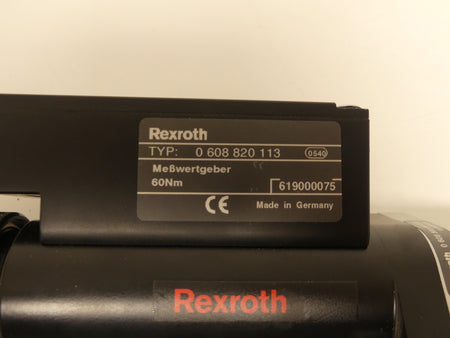 Rexroth
TYP: 0 608 820 113 0540
Meßwertgeber
60Nm 619000075
CE Made in Germany
Rexroth